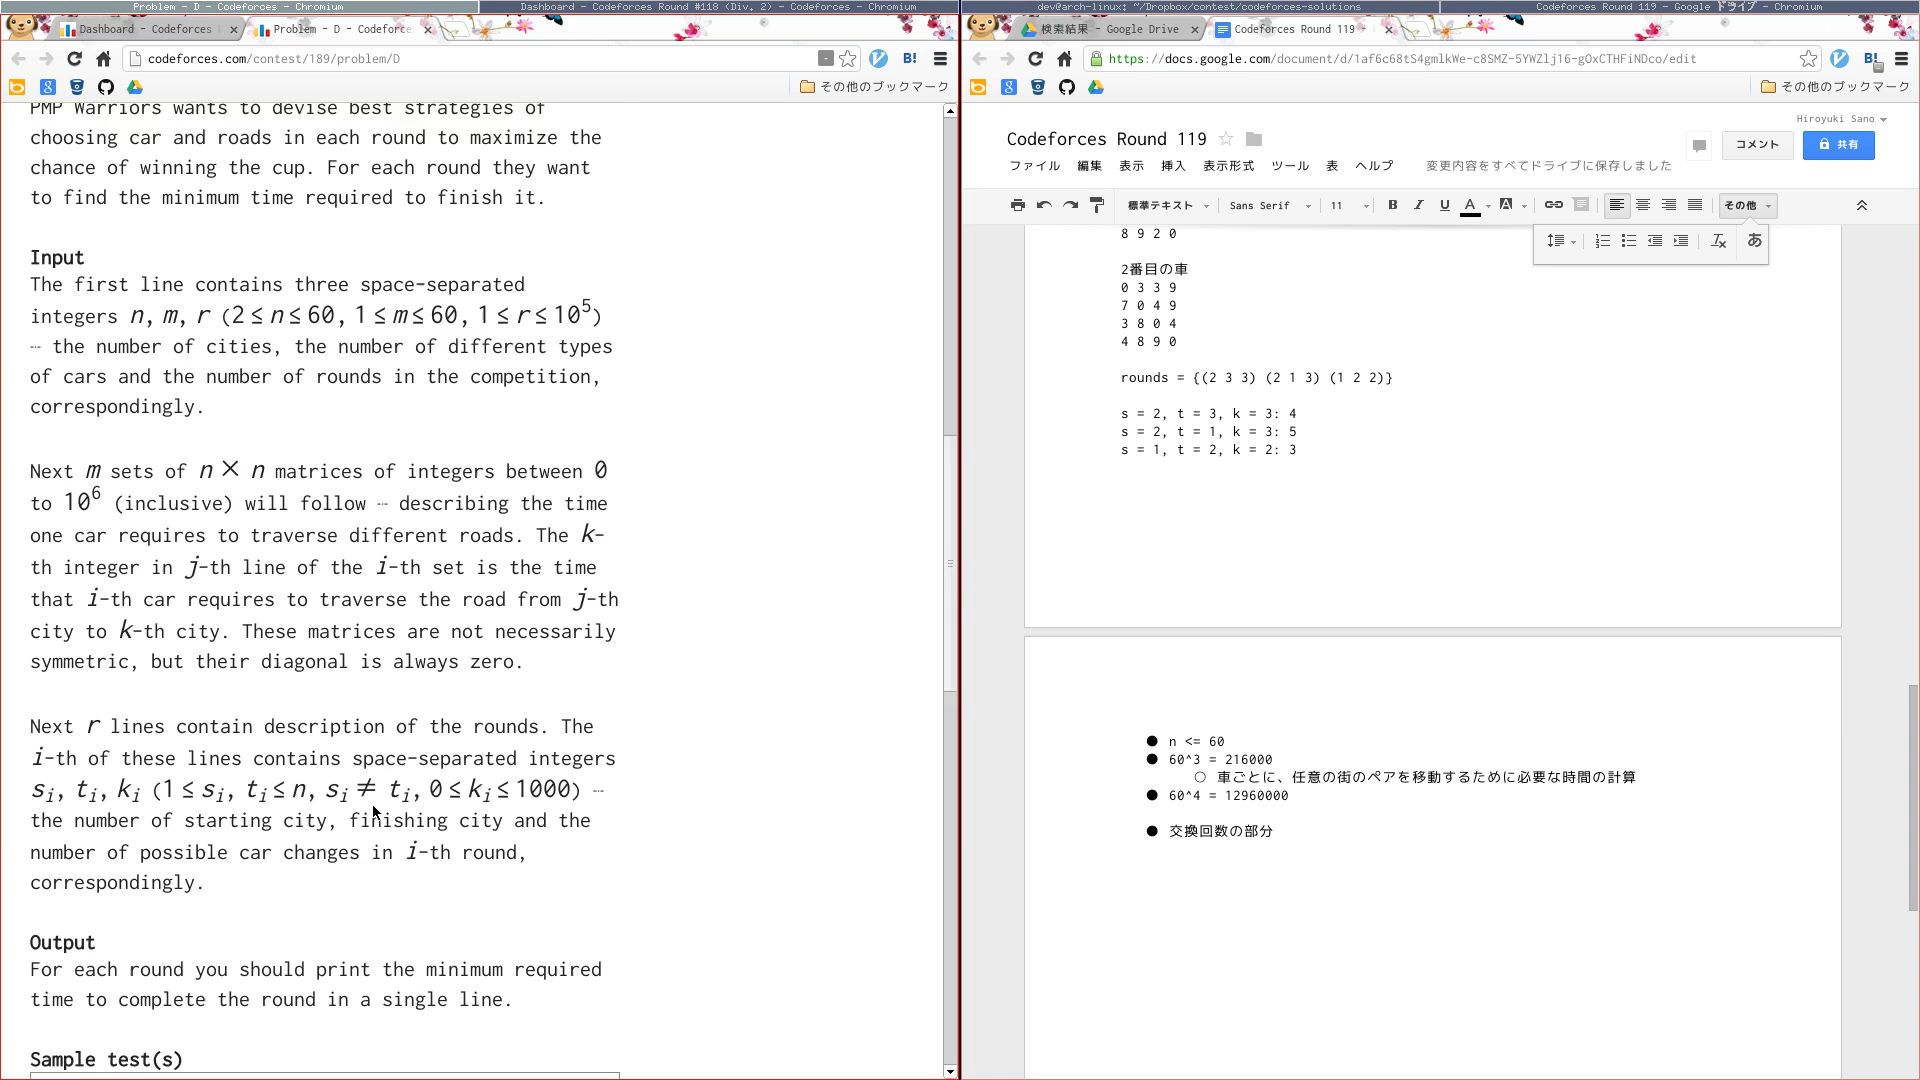 Problem - D - Codeforces - Chromium
Dashboard - Codeforces Round #118 (Div. 2) - Codeforces - Chromium
dev@arch-linux: ~/Dropbox/contest/codeforces-solutions
Codeforces Round 119 - Google ドライブ - Chromium
Dashboard - Codeforces
Problem - D - Codeforce
codeforces.com/contest/189/problem/D
B!
その他のブックマーク
PMP Warriors wants to devise best strategies of
choosing car and roads in each round to maximize the
chance of winning the cup. For each round they want
to find the minimum time required to finish it.
Input
The first line contains three space-separated
integers n, m, r (2 ≤ n ≤ 60, 1 ≤ m ≤ 60, 1 ≤ r ≤ 10^5)
— the number of cities, the number of different types
of cars and the number of rounds in the competition,
correspondingly.
Next m sets of n × n matrices of integers between 0
to 10^6 (inclusive) will follow — describing the time
one car requires to traverse different roads. The k-
th integer in j-th line of the i-th set is the time
that i-th car requires to traverse the road from j-th
city to k-th city. These matrices are not necessarily
symmetric, but their diagonal is always zero.
Next r lines contain description of the rounds. The
i-th of these lines contains space-separated integers
si, ti, ki (1 ≤ si, ti ≤ n, si ≠ ti, 0 ≤ ki ≤ 1000) —
the number of starting city, finishing city and the
number of possible car changes in i-th round,
correspondingly.
Output
For each round you should print the minimum required
time to complete the round in a single line.
Sample test(s)
検索結果 - Google Drive
Codeforces Round 119 -
https://docs.google.com/document/d/1af6c68tS4gmlkWe-c8SMZ-5YWZlj16-gOxCTHFiNDco/edit
B!
その他のブックマーク
Hiroyuki Sano
Codeforces Round 119
コメント
共有
ファイル 編集 表示 挿入 表示形式 ツール 表 ヘルプ 変更内容をすべてドライブに保存しました
標準テキスト Sans Serif 11 B I U A A その他
あ
8 9 2 0
2番目の車
0 3 3 9
7 0 4 9
3 8 0 4
4 8 9 0
rounds = {(2 3 3) (2 1 3) (1 2 2)}
s = 2, t = 3, k = 3: 4
s = 2, t = 1, k = 3: 5
s = 1, t = 2, k = 2: 3
● n <= 60
● 60^3 = 216000
○ 車ごとに、任意の街のペアを移動するために必要な時間の計算
● 60^4 = 12960000
● 交換回数の部分